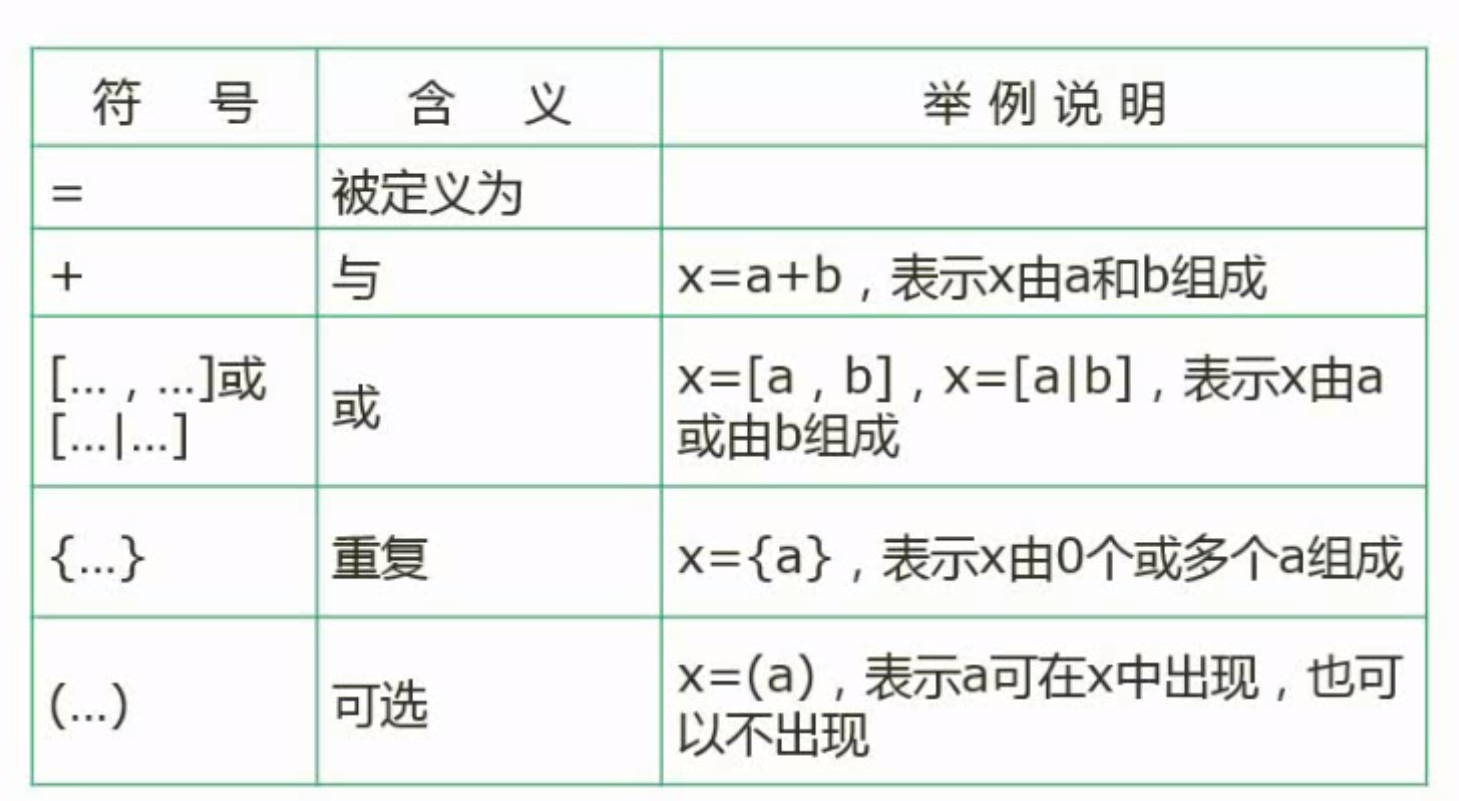 符 号 含 义 举 例 说 明
= 被定义为
+ 与 x=a+b，表示x由a和b组成
[…，…]或
[…|…]
或
x=[a，b]，x=[a|b]，表示x由a
或由b组成
{…} 重复 x={a}，表示x由0个或多个a组成
(…) 可选
x=(a)，表示a可在x中出现，也可
以不出现